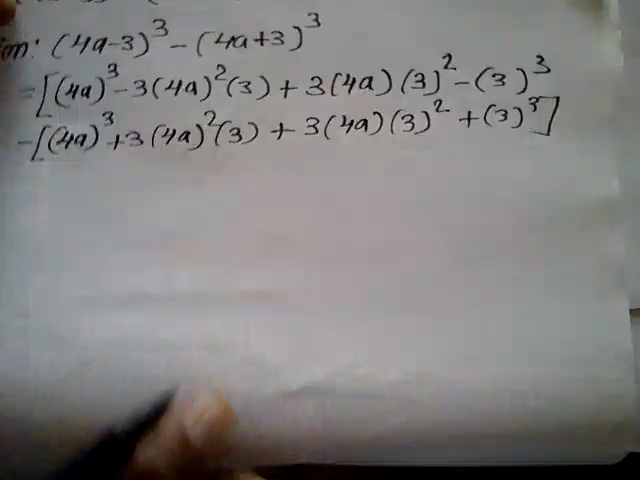 ion: (4a-3)³ - (4a+3)³
= [(4a)³ - 3(4a)²(3) + 3(4a)(3)² - (3)³
- [(4a)³ + 3(4a)²(3) + 3(4a)(3)² + (3)³]